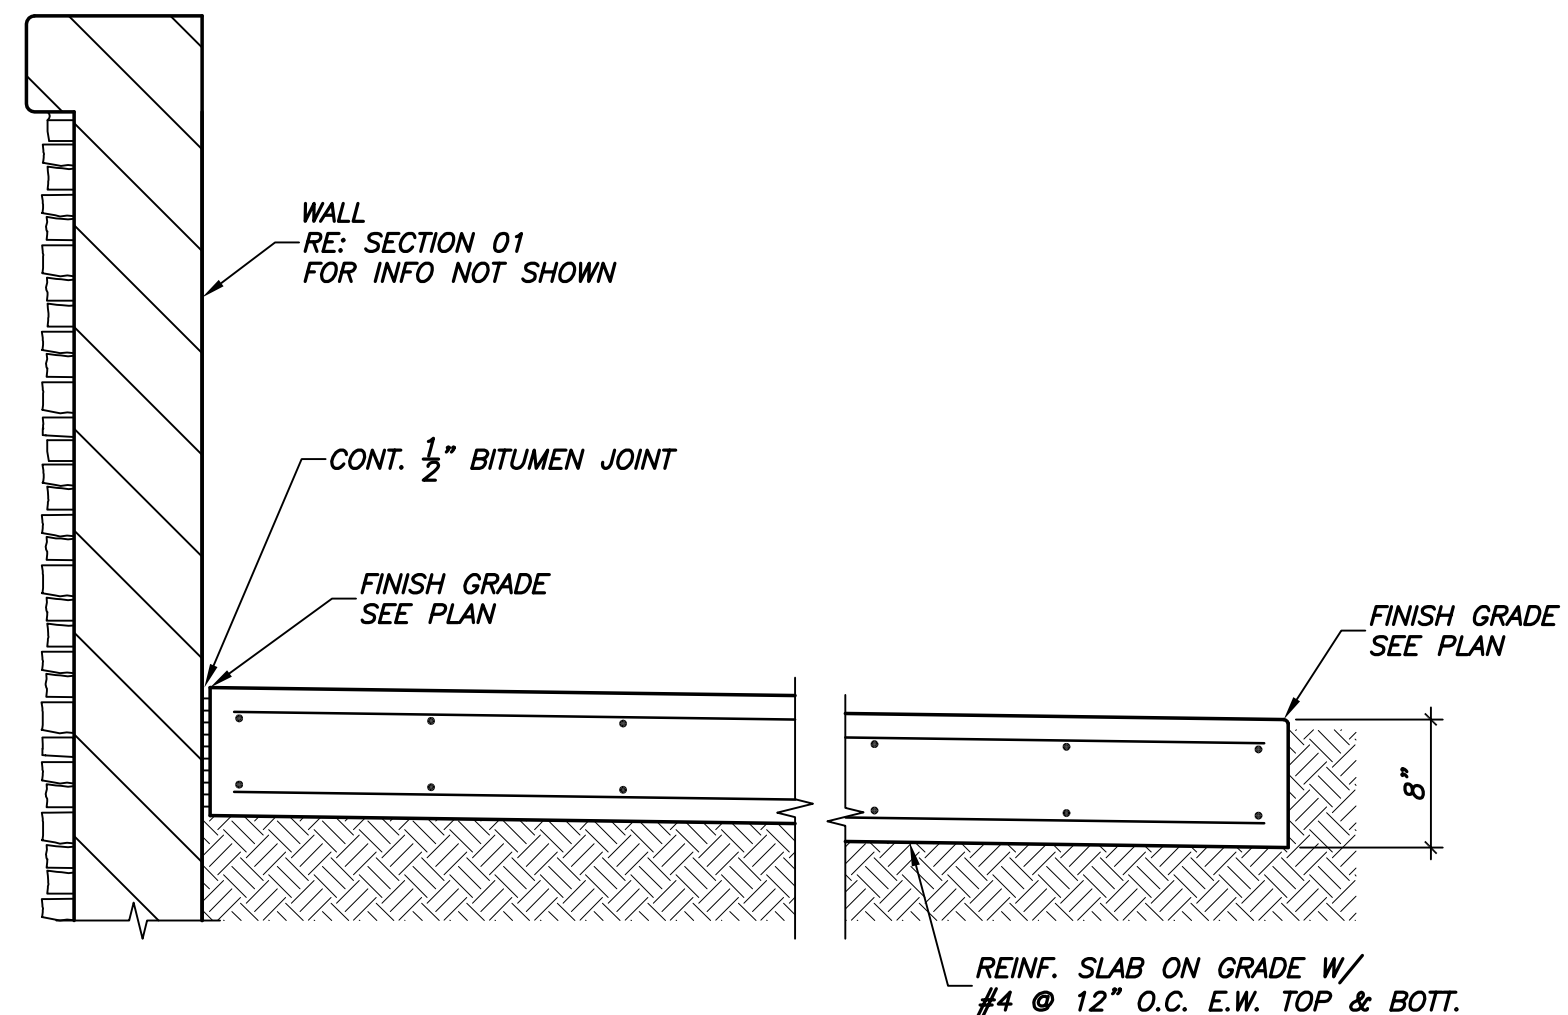 WALL
RE: SECTION 01
FOR INFO NOT SHOWN
CONT. 1/2" BITUMEN JOINT
FINISH GRADE
SEE PLAN
FINISH GRADE
SEE PLAN
8"
REINF. SLAB ON GRADE W/
#4 @ 12" O.C. E.W. TOP & BOTT.